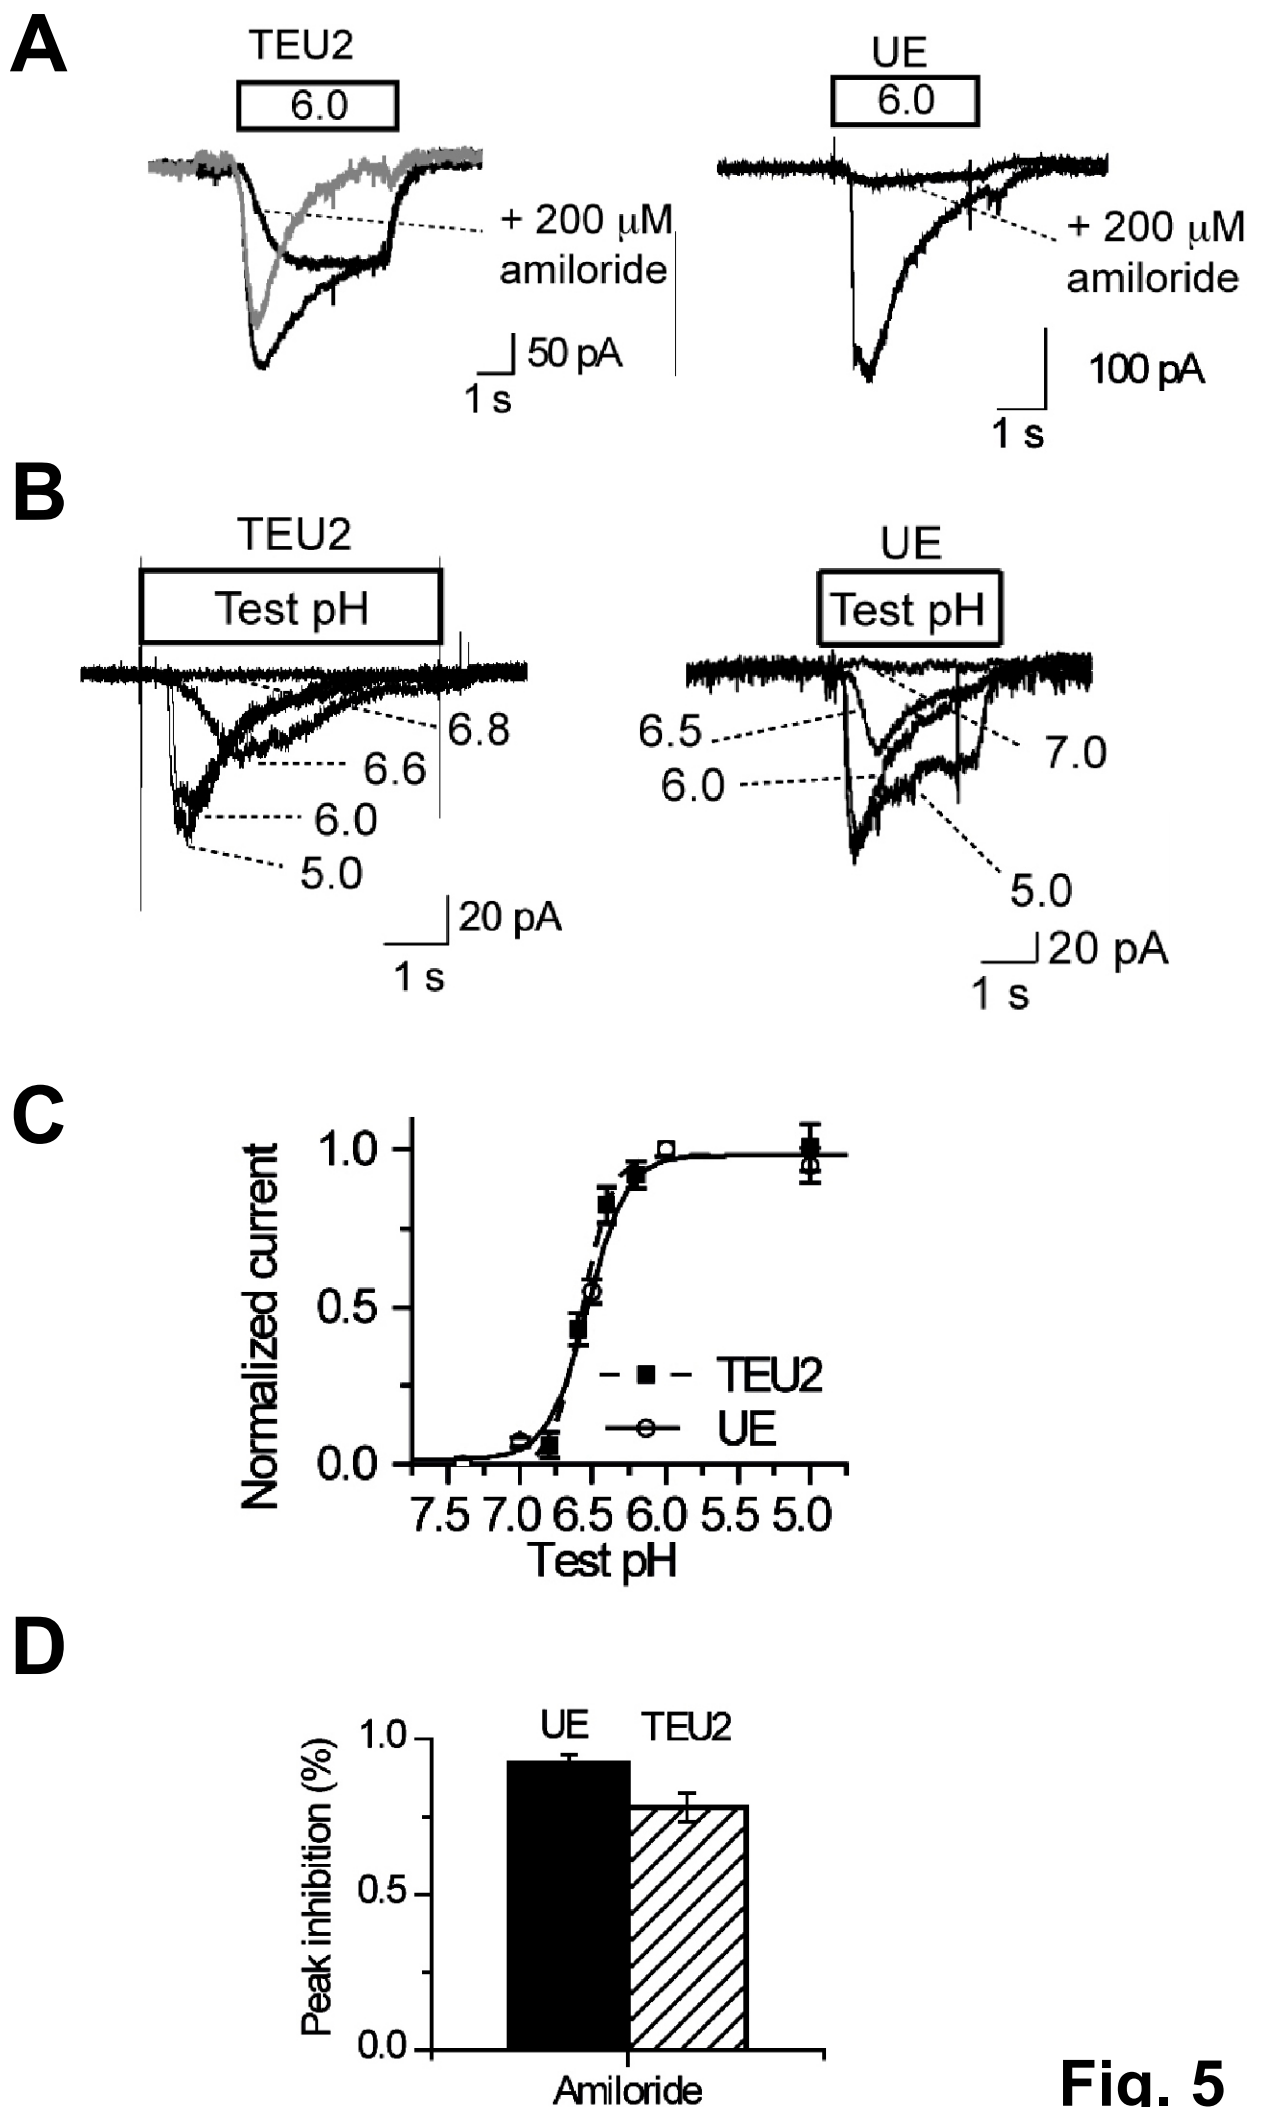 A
TEU2
UE
6.0
6.0
+ 200 µM
amiloride
+ 200 µM
amiloride
50 pA
1 s
100 pA
1 s
B
TEU2
UE
Test pH
Test pH
6.8
6.6
6.0
5.0
6.5
6.0
7.0
5.0
20 pA
1 s
20 pA
1 s
C
Normalized current
1.0
0.5
0.0
TEU2
UE
7.5 7.0 6.5 6.0 5.5 5.0
Test pH
D
UE TEU2
Peak inhibition (%)
1.0
0.5
0.0
Amiloride
Fig. 5